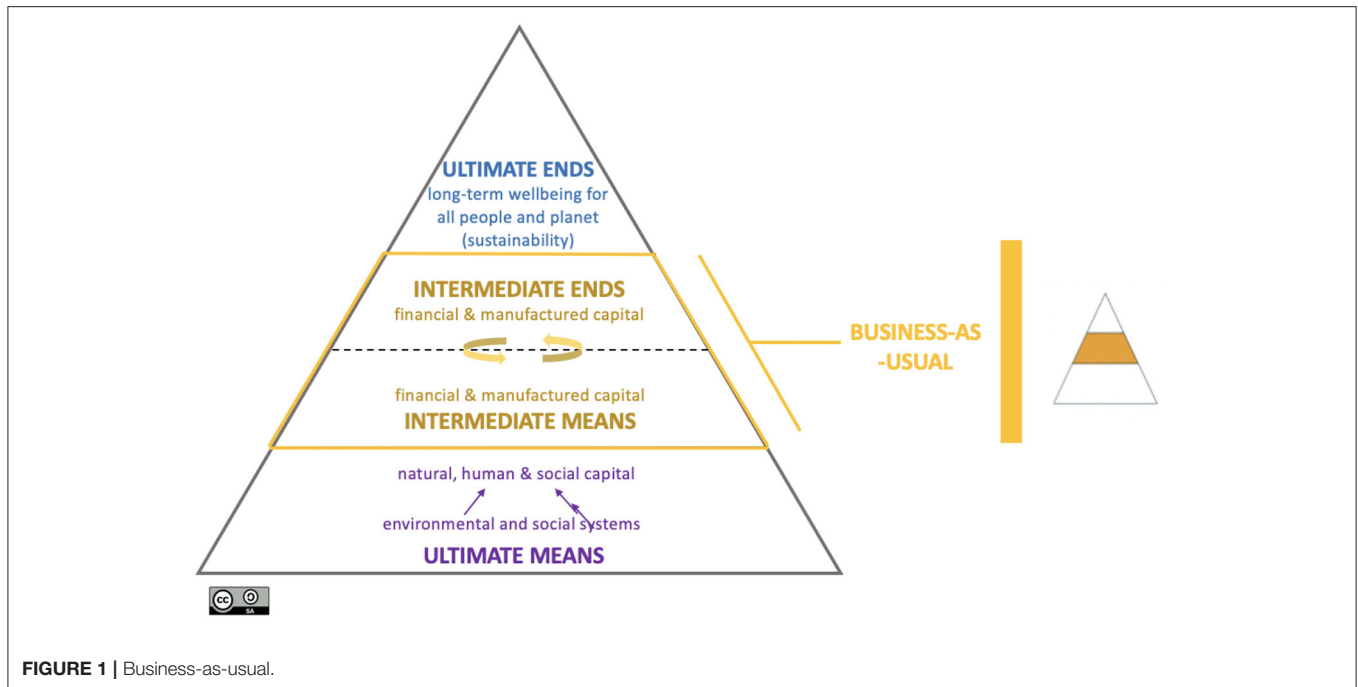 ULTIMATE ENDS
long-term wellbeing for
all people and planet
(sustainability)
INTERMEDIATE ENDS
financial & manufactured capital
financial & manufactured capital
INTERMEDIATE MEANS
BUSINESS-AS
-USUAL
natural, human & social capital
environmental and social systems
ULTIMATE MEANS
cc
SA
FIGURE 1 | Business-as-usual.